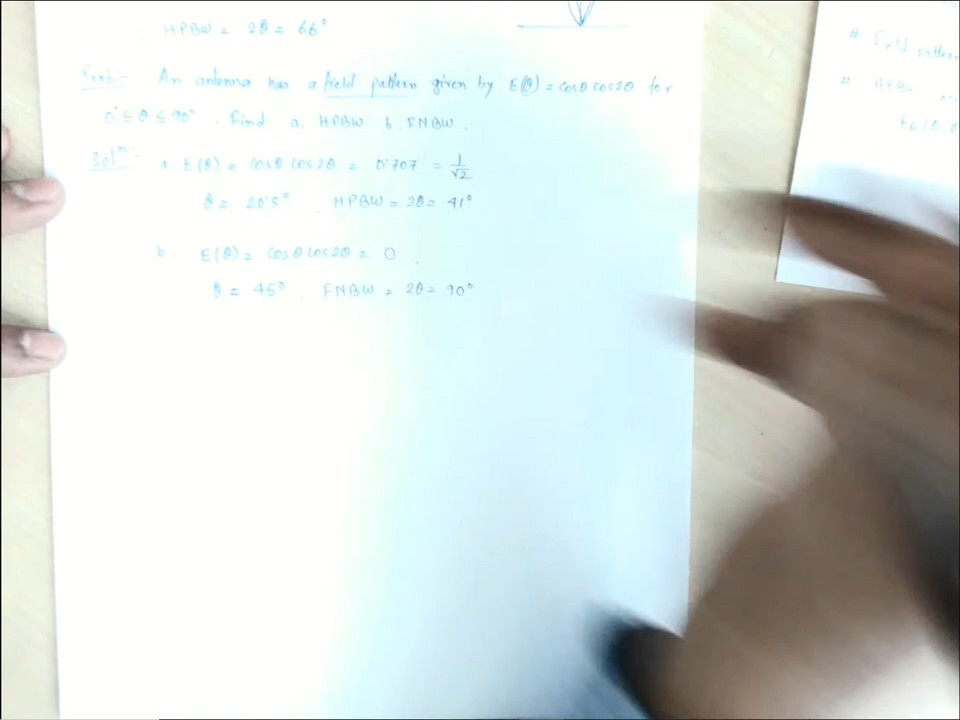 HPBW = 2θ = 66°
Prob:- An antenna has a field pattern given by E(θ) = cosθ cos2θ for
0° ≤ θ ≤ 90°. Find a. HPBW b. FNBW.
Solⁿ:- a. E(θ) = cosθ cos2θ = 0.707 = 1/√2
θ = 20.5° HPBW = 2θ = 41°
b. E(θ) = cosθ cos2θ = 0
θ = 45° FNBW = 2θ = 90°
# Field pattern
# HPBW